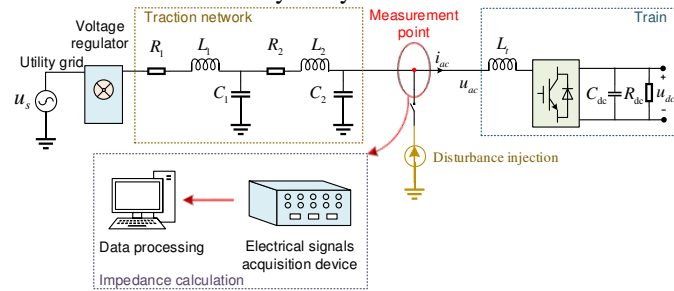 Traction network
Measurement point
Train
Voltage regulator
Utility grid
R1
L1
R2
L2
iac
Lt
uac
us
C1
C2
Cdc
Rdc
+
udc
-
Disturbance injection
Data processing
Electrical signals acquisition device
Impedance calculation